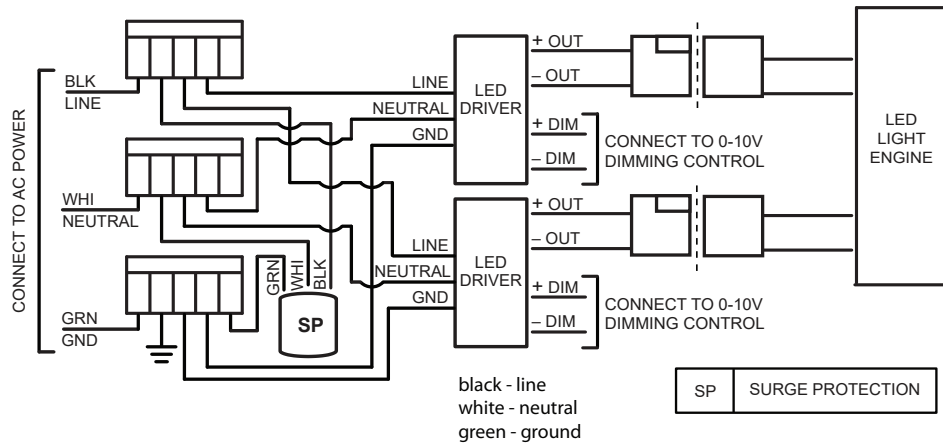 CONNECT TO AC POWER
BLK
LINE
WHI
NEUTRAL
GRN
GND
GRN
WHI
BLK
SP
LINE
NEUTRAL
GND
LED
DRIVER
+ OUT
– OUT
+ DIM
– DIM
CONNECT TO 0-10V
DIMMING CONTROL
LINE
NEUTRAL
GND
LED
DRIVER
+ OUT
– OUT
+ DIM
– DIM
CONNECT TO 0-10V
DIMMING CONTROL
LED
LIGHT
ENGINE
black - line
white - neutral
green - ground
SP SURGE PROTECTION